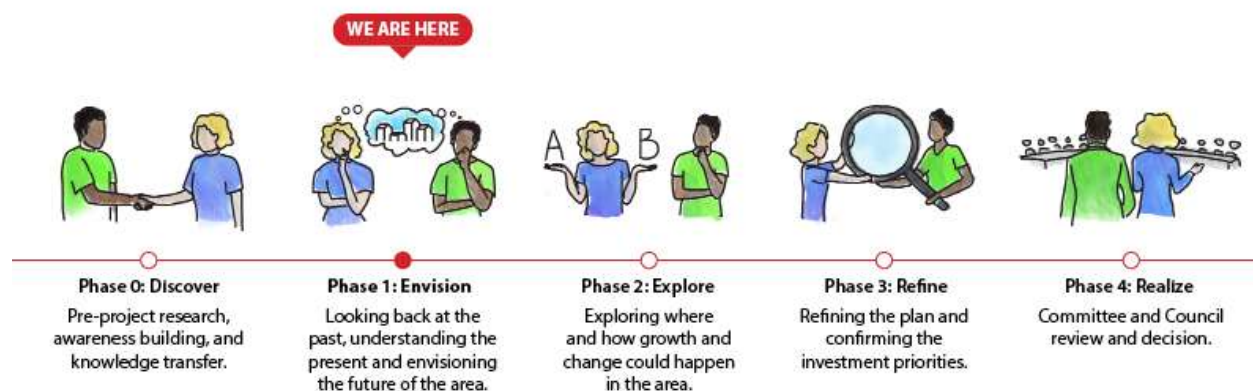 WE ARE HERE
A B
Phase 0: Discover
Pre-project research,
awareness building, and
knowledge transfer.
Phase 1: Envision
Looking back at the
past, understanding the
present and envisioning
the future of the area.
Phase 2: Explore
Exploring where
and how growth and
change could happen
in the area.
Phase 3: Refine
Refining the plan and
confirming the
investment priorities.
Phase 4: Realize
Committee and Council
review and decision.